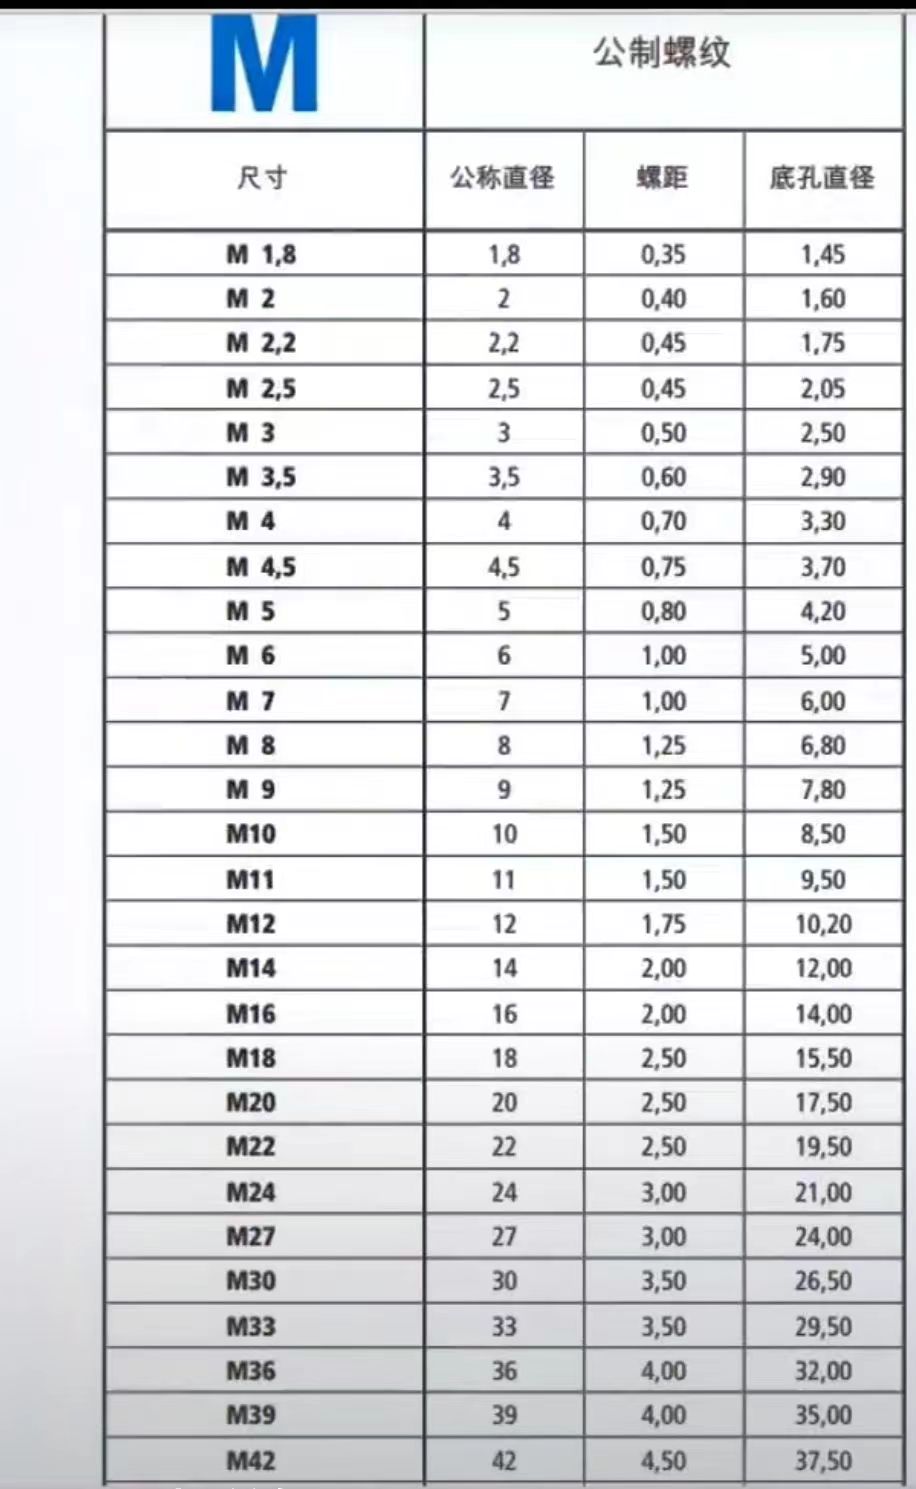 M 公制螺纹
尺寸 公称直径 螺距 底孔直径
M 1,8 1,8 0,35 1,45
M 2 2 0,40 1,60
M 2,2 2,2 0,45 1,75
M 2,5 2,5 0,45 2,05
M 3 3 0,50 2,50
M 3,5 3,5 0,60 2,90
M 4 4 0,70 3,30
M 4,5 4,5 0,75 3,70
M 5 5 0,80 4,20
M 6 6 1,00 5,00
M 7 7 1,00 6,00
M 8 8 1,25 6,80
M 9 9 1,25 7,80
M10 10 1,50 8,50
M11 11 1,50 9,50
M12 12 1,75 10,20
M14 14 2,00 12,00
M16 16 2,00 14,00
M18 18 2,50 15,50
M20 20 2,50 17,50
M22 22 2,50 19,50
M24 24 3,00 21,00
M27 27 3,00 24,00
M30 30 3,50 26,50
M33 33 3,50 29,50
M36 36 4,00 32,00
M39 39 4,00 35,00
M42 42 4,50 37,50